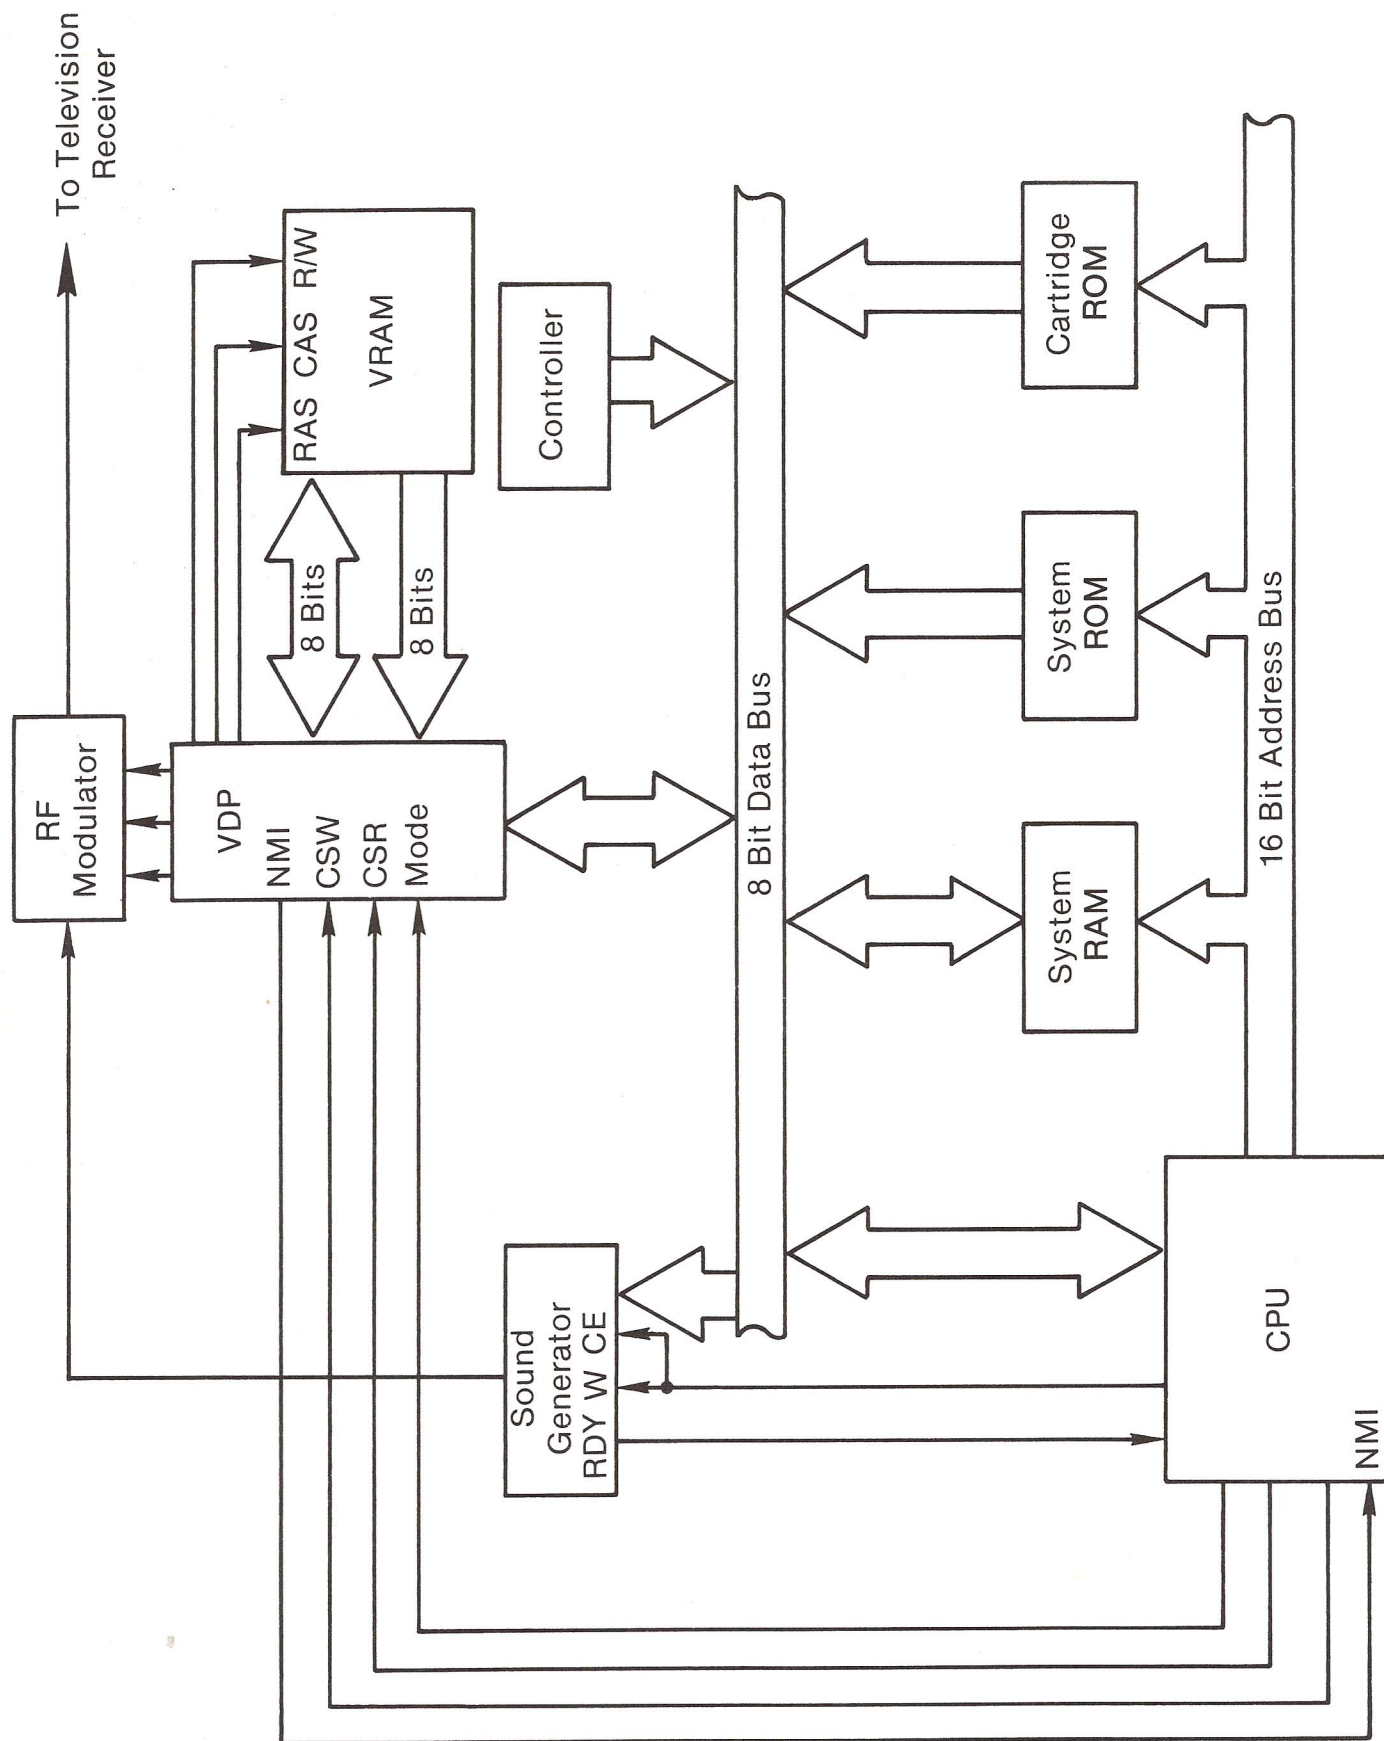 To Television
Receiver
RF
Modulator
VDP
NMI
CSW
CSR
Mode
8 Bits
8 Bits
RAS CAS R/W
VRAM
Controller
Sound
Generator
RDY W CE
8 Bit Data Bus
System
RAM
System
ROM
Cartridge
ROM
16 Bit Address Bus
CPU
NMI